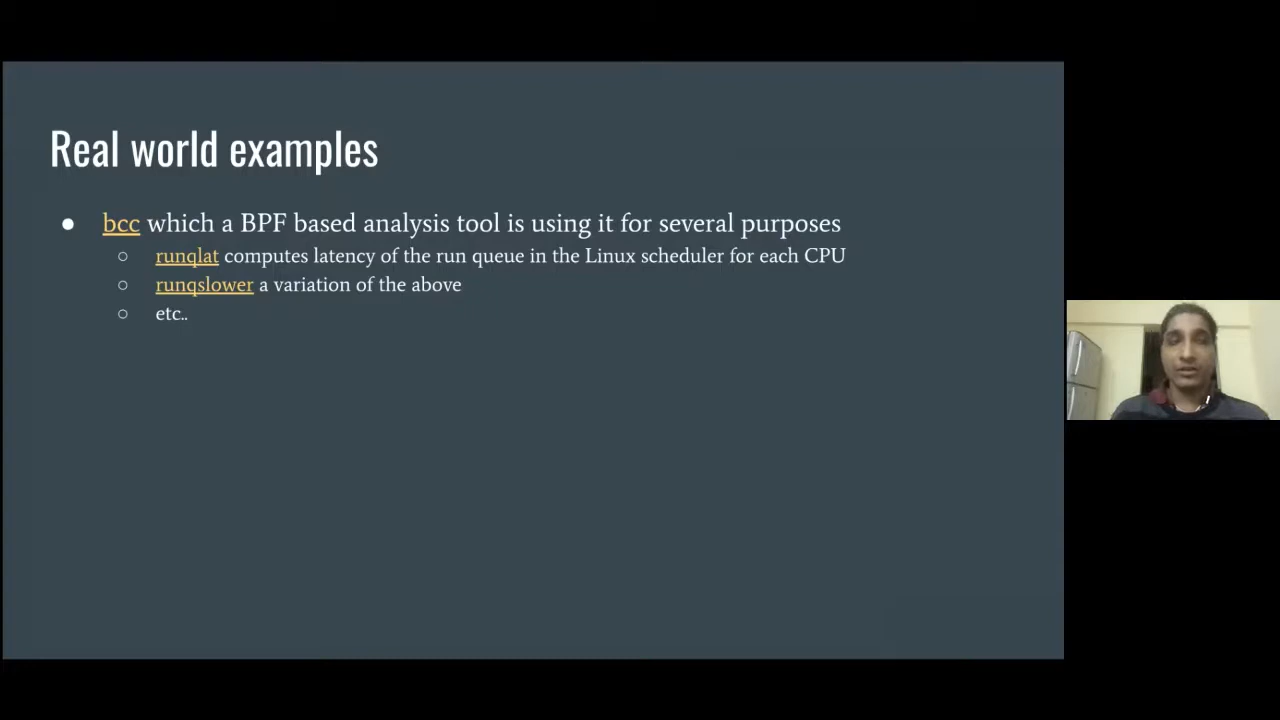 Real world examples
● bcc which a BPF based analysis tool is using it for several purposes
○ runqlat computes latency of the run queue in the Linux scheduler for each CPU
○ runqslower a variation of the above
○ etc..